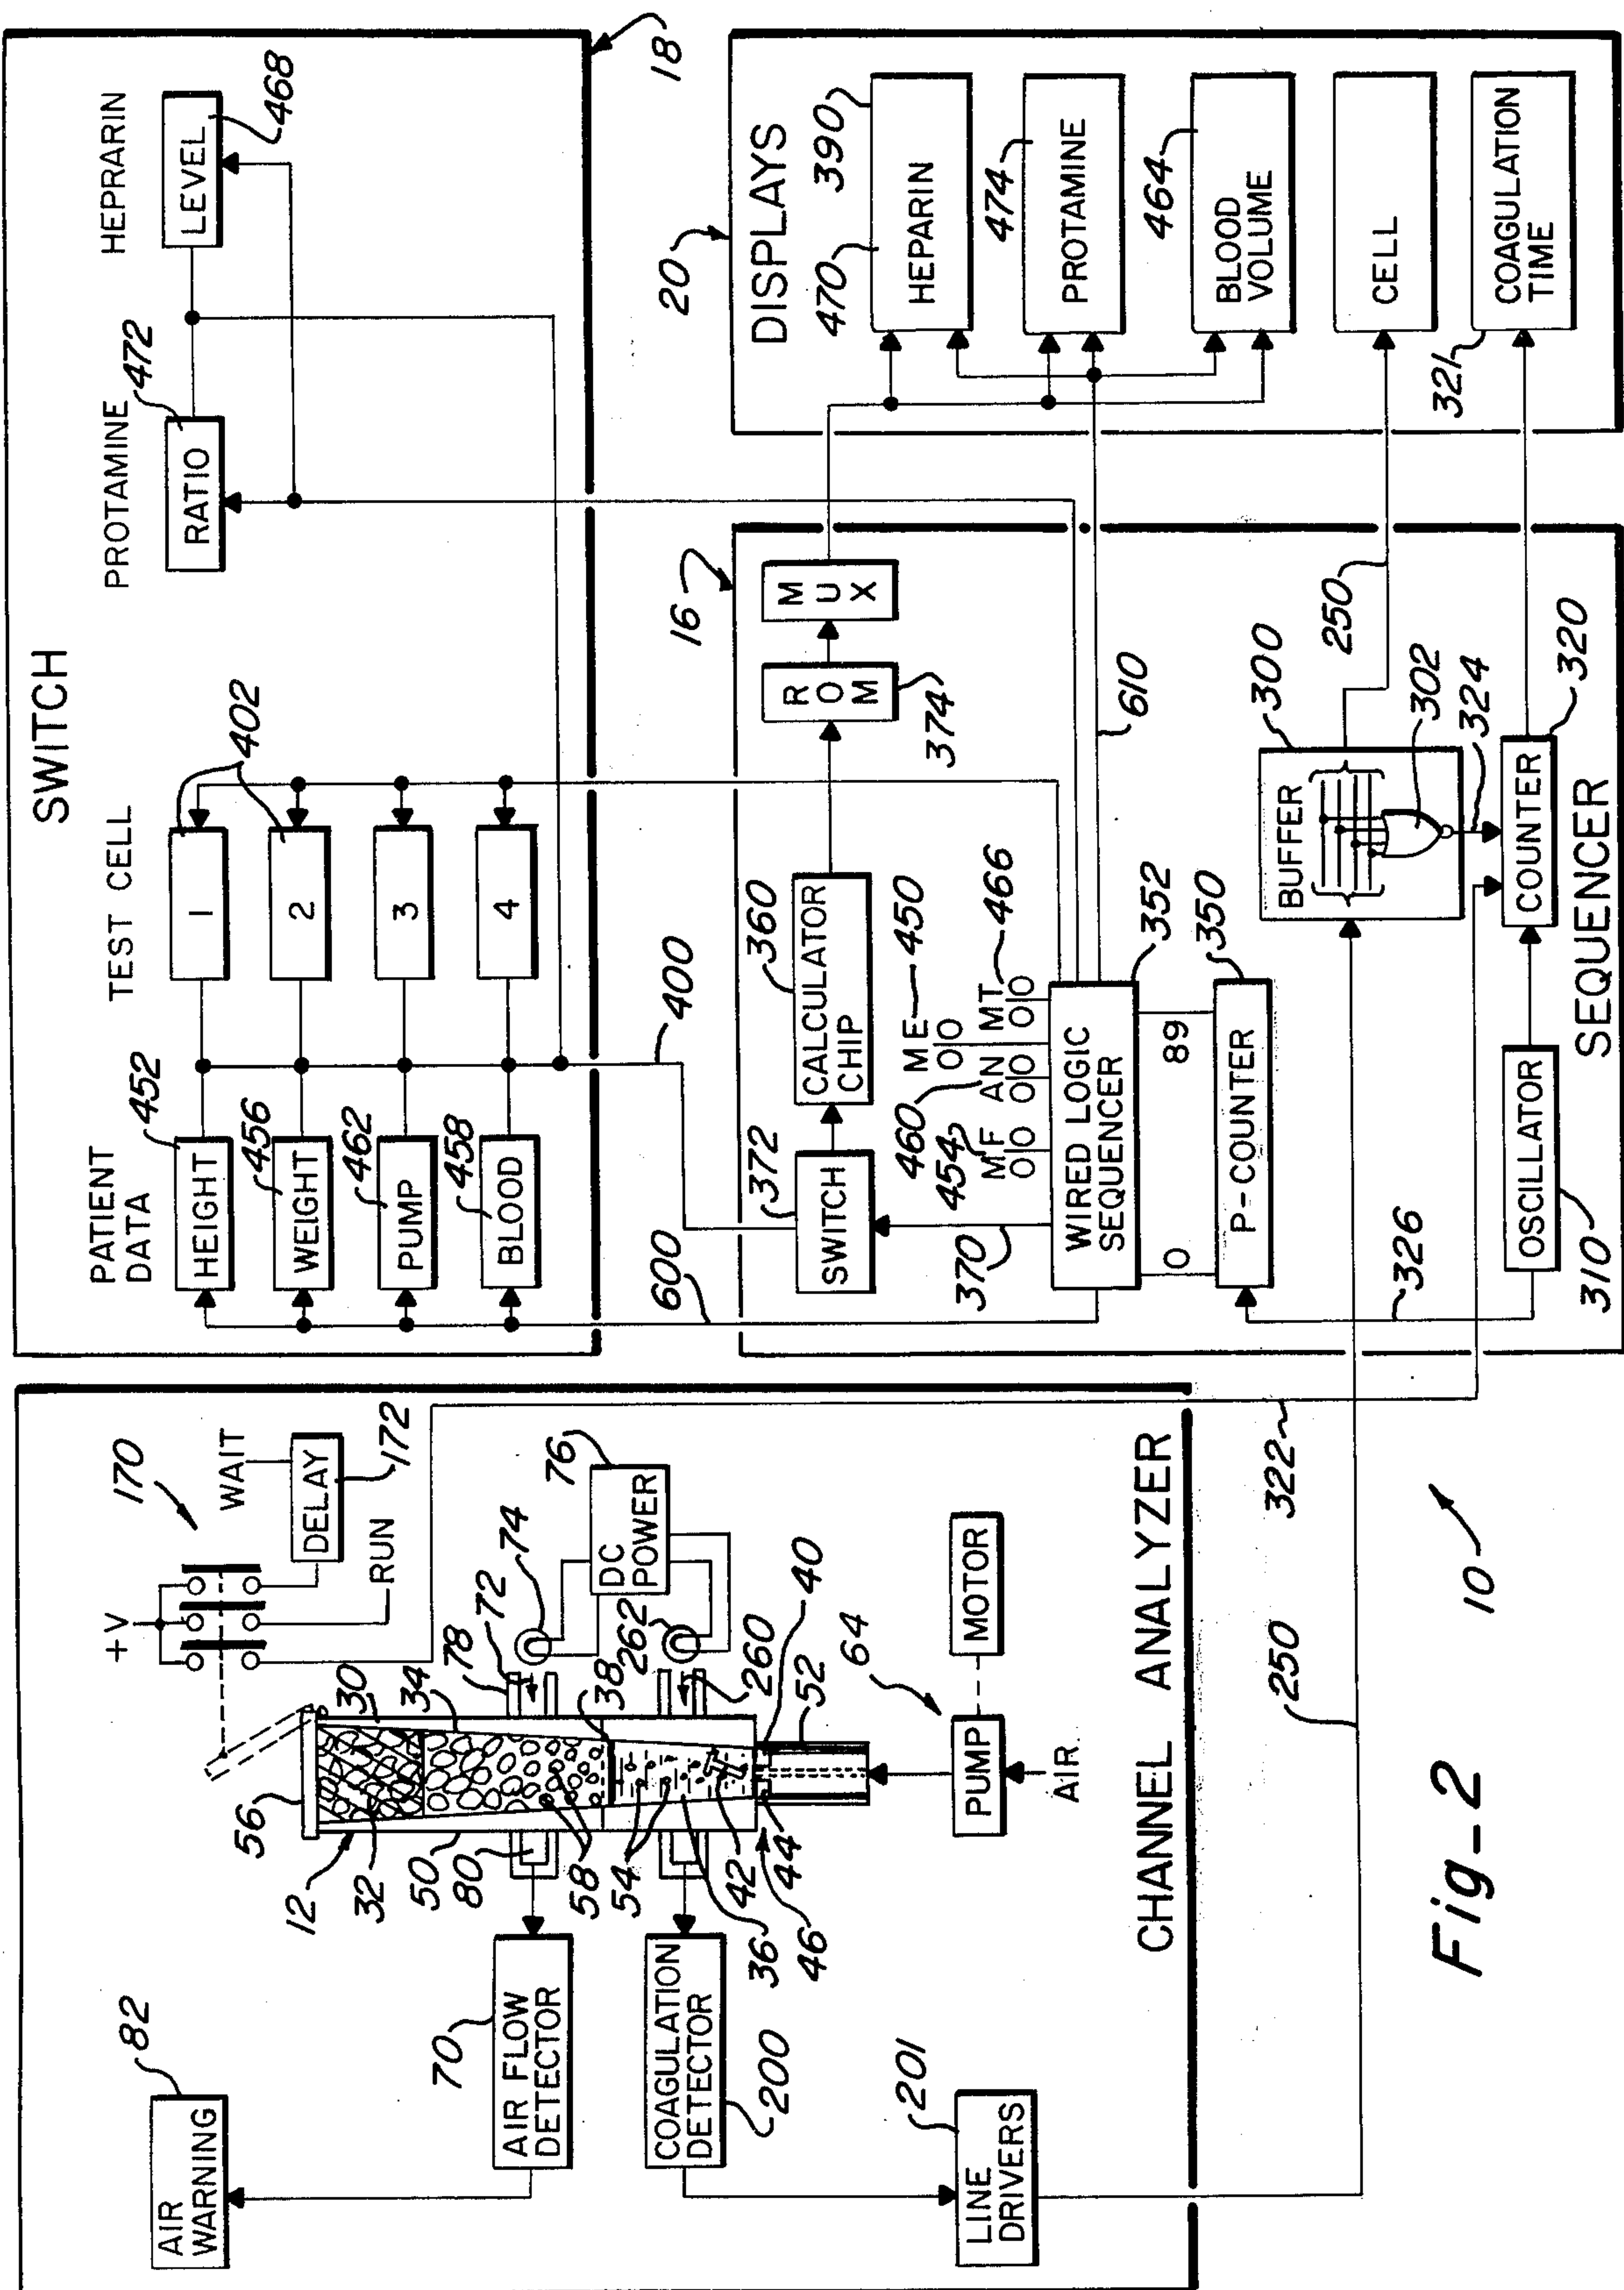 SWITCH
18
PATIENT
DATA
HEIGHT
452
WEIGHT
456
PUMP
462
BLOOD
458
600
TEST CELL
1
2
3
4
402
400
PROTAMINE
RATIO
472
HEPRARIN
LEVEL
468
CHANNEL ANALYZER
AIR
WARNING
82
AIR FLOW
DETECTOR
70
COAGULATION
DETECTOR
200
LINE
DRIVERS
201
+V
170
WAIT
DELAY
172
RUN
56
12
32
50
80
58
54
36
46
42
44
30
34
78
72
74
38
262
260
40
52
DC
POWER
76
64
PUMP
AIR
MOTOR
322
250
10
SEQUENCER
16
SWITCH
372
CALCULATOR
CHIP
360
ROM
374
MUX
370
M F
454
A N
460
M E
450
M T
466
WIRED LOGIC
SEQUENCER
352
0
89
P-COUNTER
350
326
OSCILLATOR
310
BUFFER
300
302
324
COUNTER
320
250
610
DISPLAYS
20
HEPARIN
470
390
PROTAMINE
474
BLOOD
VOLUME
464
CELL
COAGULATION
TIME
321
Fig-2